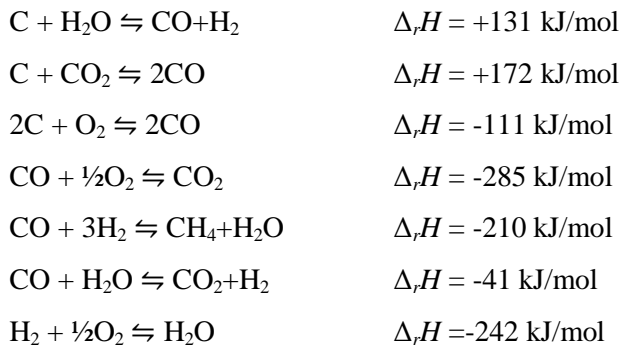 C + H₂O ⇋ CO+H₂ ΔᵣH = +131 kJ/mol
C + CO₂ ⇋ 2CO ΔᵣH = +172 kJ/mol
2C + O₂ ⇋ 2CO ΔᵣH = -111 kJ/mol
CO + ½O₂ ⇋ CO₂ ΔᵣH = -285 kJ/mol
CO + 3H₂ ⇋ CH₄+H₂O ΔᵣH = -210 kJ/mol
CO + H₂O ⇋ CO₂+H₂ ΔᵣH = -41 kJ/mol
H₂ + ½O₂ ⇋ H₂O ΔᵣH =-242 kJ/mol